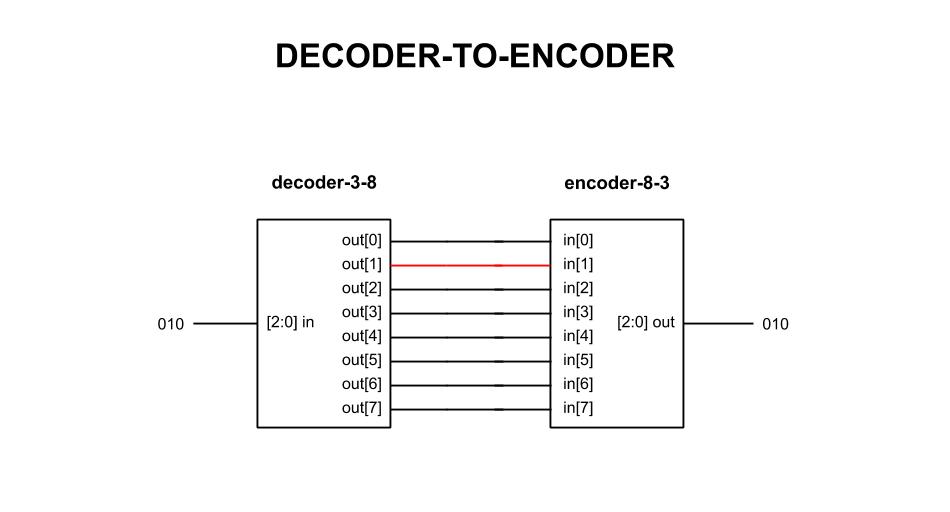 DECODER-TO-ENCODER
decoder-3-8
encoder-8-3
out[0]
in[0]
out[1]
in[1]
out[2]
in[2]
out[3]
in[3]
010
[2:0] in
[2:0] out
010
out[4]
in[4]
out[5]
in[5]
out[6]
in[6]
out[7]
in[7]